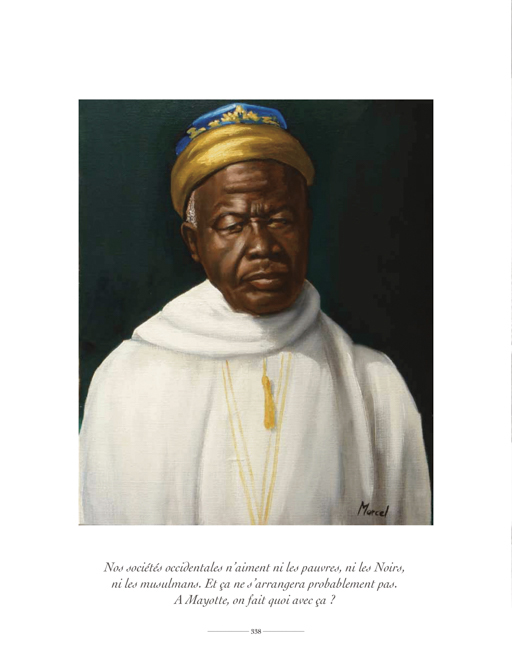 Murcel
Nos sociétés occidentales n'aiment ni les pauvres, ni les Noirs,
ni les musulmans. Et ça ne s'arrangera probablement pas.
A Mayotte, on fait quoi avec ça ?
338